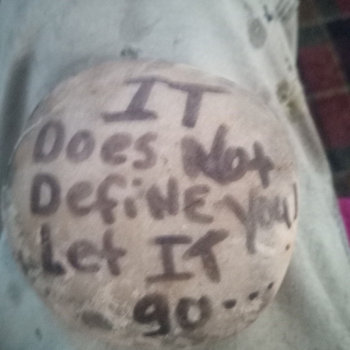 IT
Does Not
DefiNE you!
Let IT
go...